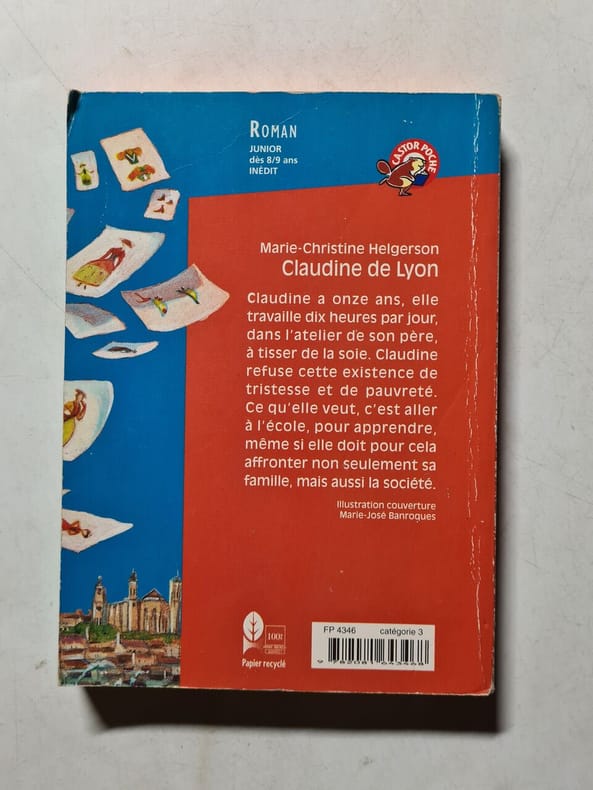 ROMAN
JUNIOR
dès 8/9 ans
INÉDIT
CASTOR POCHE
Marie-Christine Helgerson
Claudine de Lyon
Claudine a onze ans, elle
travaille dix heures par jour,
dans l'atelier de son père,
à tisser de la soie. Claudine
refuse cette existence de
tristesse et de pauvreté.
Ce qu'elle veut, c'est aller
à l'école, pour apprendre,
même si elle doit pour cela
affronter non seulement sa
famille, mais aussi la société.
Illustration couverture
Marie-José Banroques
FP 4346 catégorie 3
9 782081 643468
Papier recyclé